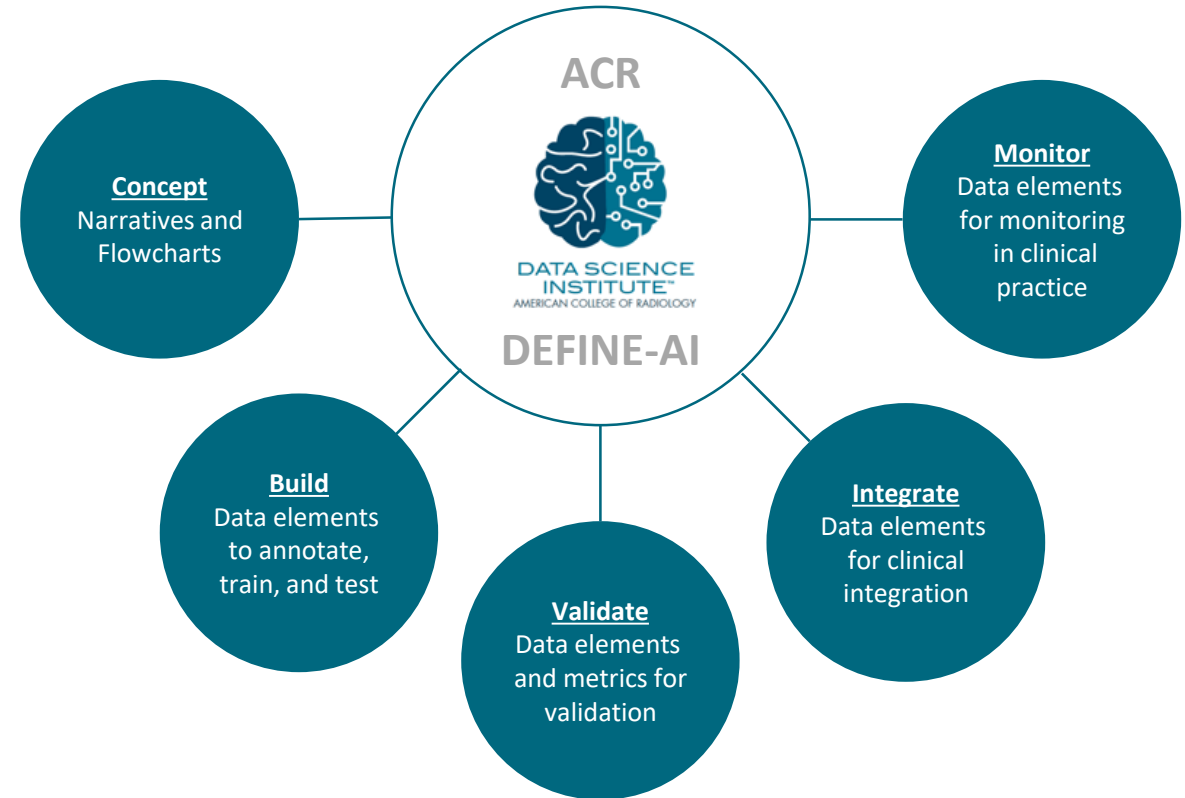 ACR
DATA SCIENCE
INSTITUTE™
AMERICAN COLLEGE OF RADIOLOGY
DEFINE-AI
Concept
Narratives and
Flowcharts
Build
Data elements
to annotate,
train, and test
Validate
Data elements
and metrics for
validation
Integrate
Data elements
for clinical
integration
Monitor
Data elements
for monitoring
in clinical
practice